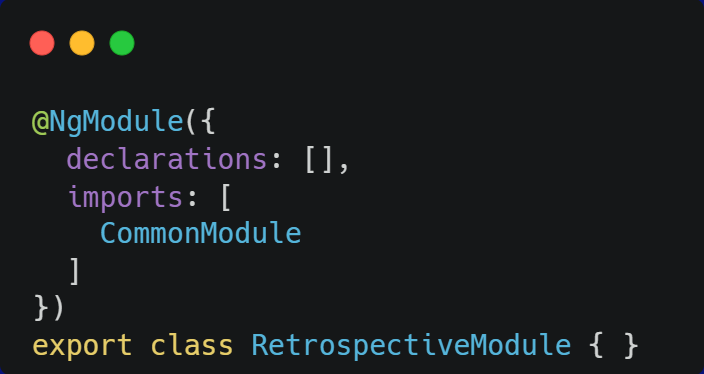 @NgModule({
  declarations: [],
  imports: [
    CommonModule
  ]
})
export class RetrospectiveModule { }